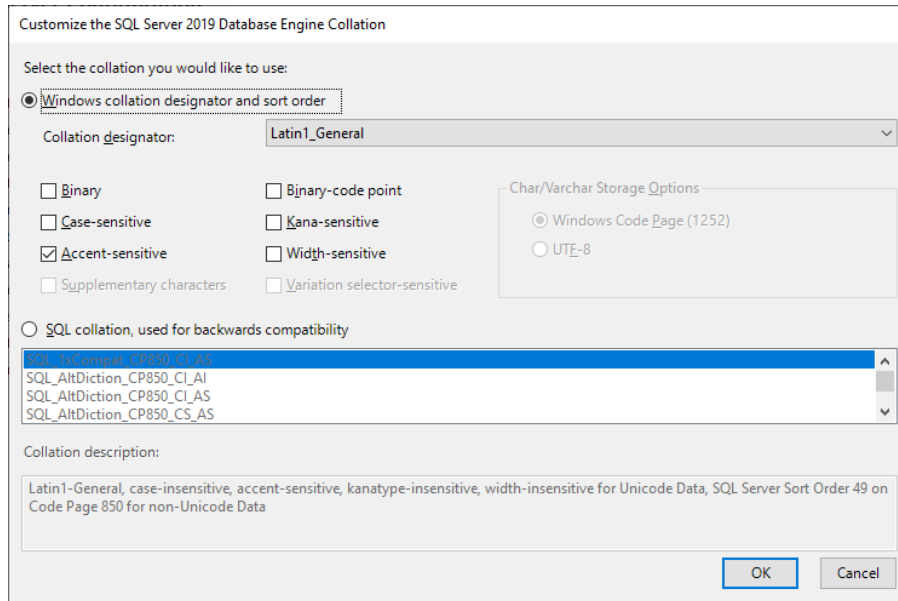 Customize the SQL Server 2019 Database Engine Collation
Select the collation you would like to use:
Windows collation designator and sort order
Collation designator: Latin1_General
Binary Binary-code point Char/Varchar Storage Options
Case-sensitive Kana-sensitive Windows Code Page (1252)
Accent-sensitive Width-sensitive UTF-8
Supplementary characters Variation selector-sensitive
SQL collation, used for backwards compatibility
SQL_1xCompat_CP850_CI_AS
SQL_AltDiction_CP850_CI_AI
SQL_AltDiction_CP850_CI_AS
SQL_AltDiction_CP850_CS_AS
Collation description:
Latin1-General, case-insensitive, accent-sensitive, kanatype-insensitive, width-insensitive for Unicode Data, SQL Server Sort Order 49 on
Code Page 850 for non-Unicode Data
OK Cancel